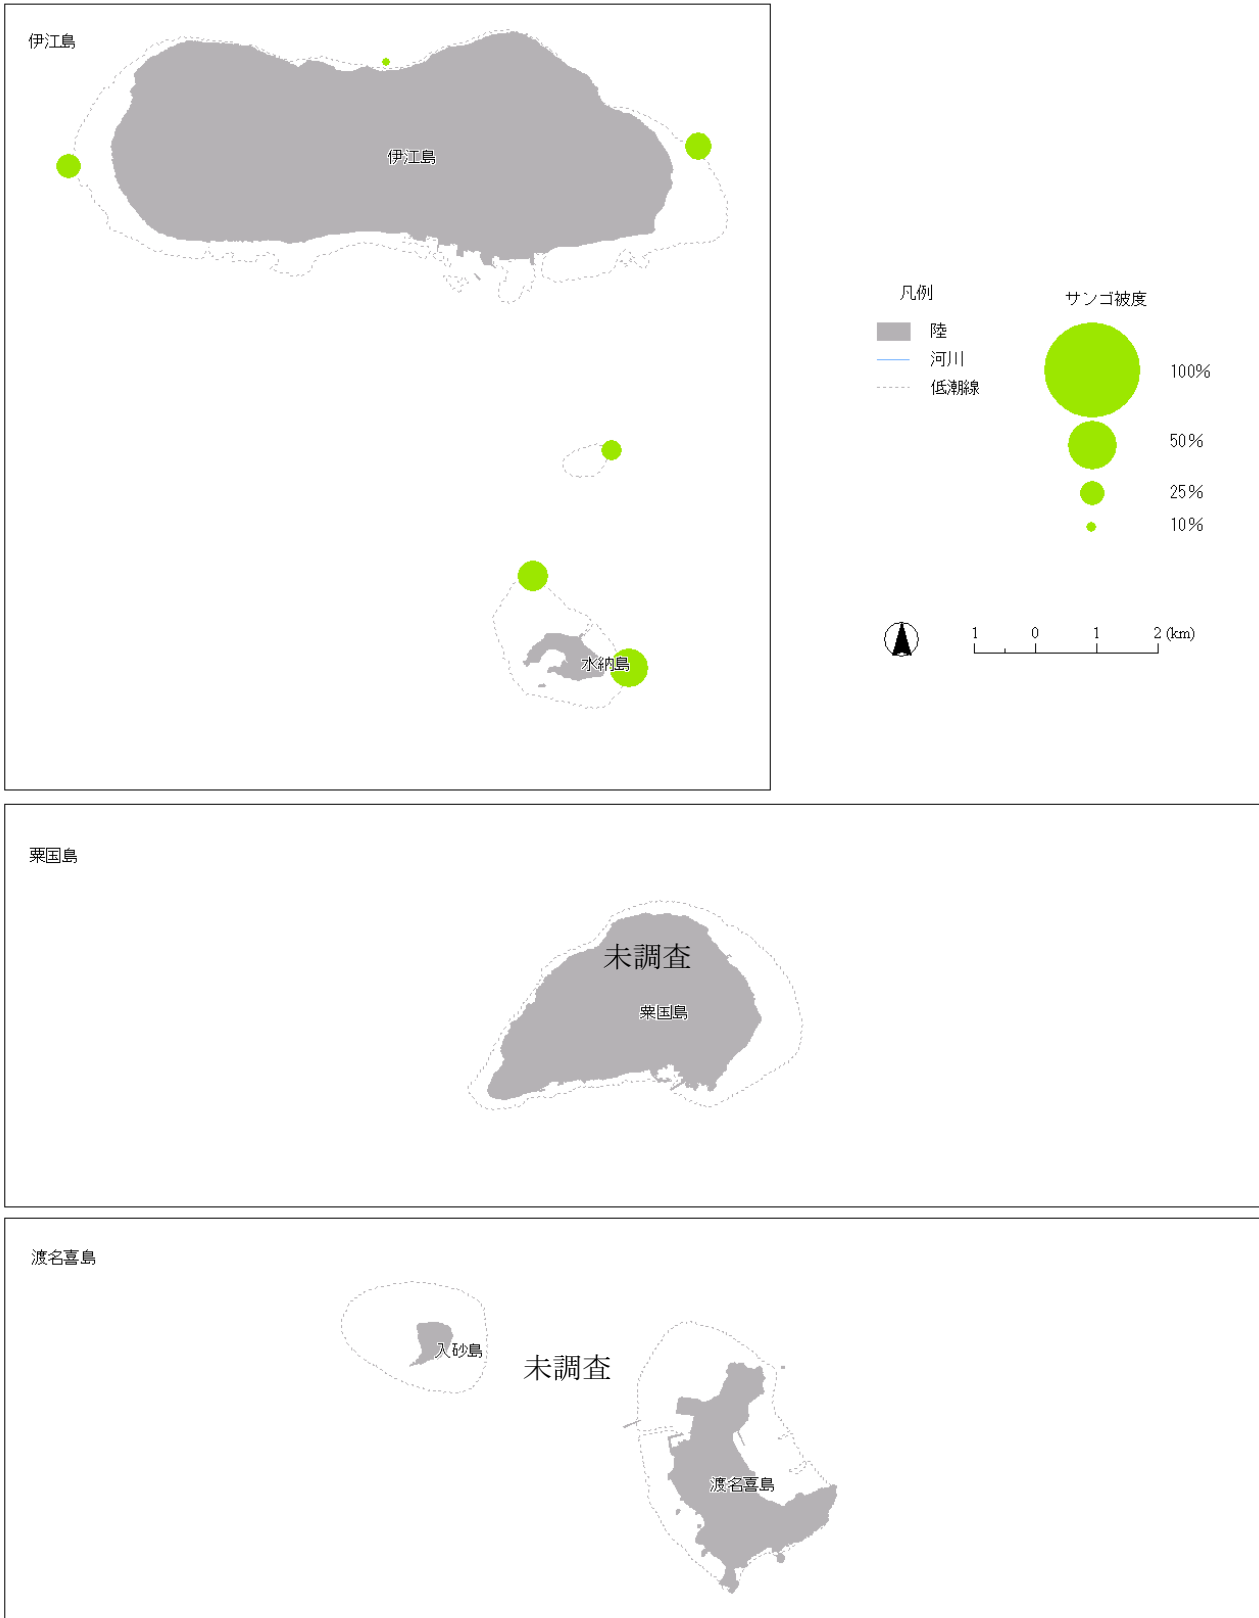 伊江島
伊江島
水納島
凡例
陸
河川
低潮線
サンゴ被度
100%
50%
25%
10%
1 0 1 2 (km)
粟国島
未調査
粟国島
渡名喜島
入砂島
未調査
渡名喜島